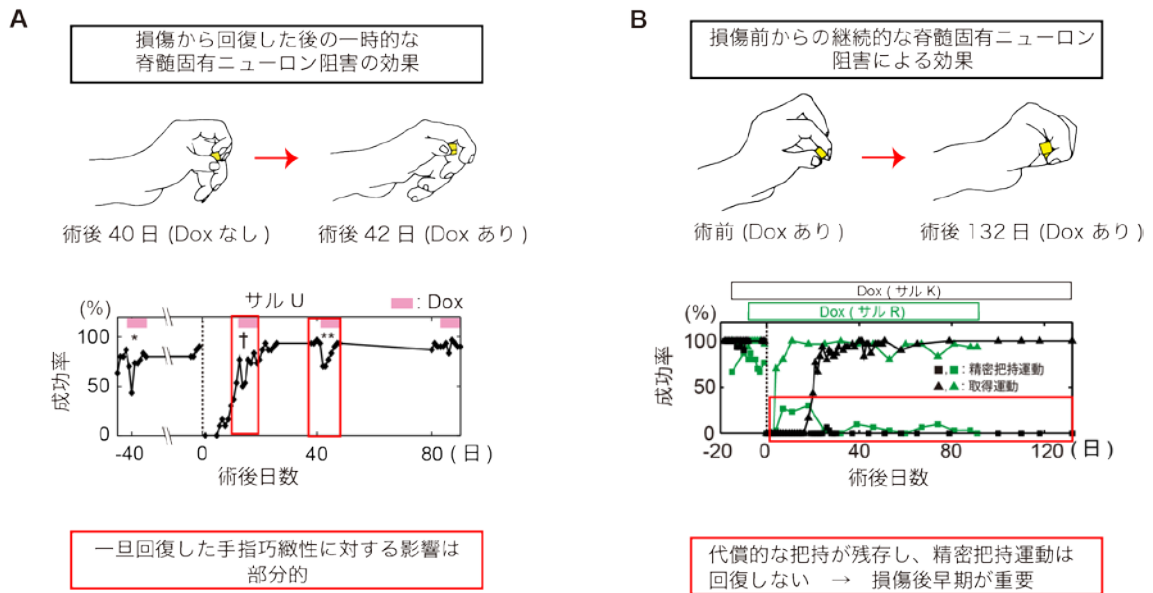 A
損傷から回復した後の一時的な
脊髄固有ニューロン阻害の効果
術後 40 日 (Dox なし )
術後 42 日 (Dox あり )
サル U
: Dox
(%)
100
50
0
成功率
*
†
**
-40
0
40
80 ( 日 )
術後日数
一旦回復した手指巧緻性に対する影響は
部分的
B
損傷前からの継続的な脊髄固有ニューロン
阻害による効果
術前 (Dox あり )
術後 132 日 (Dox あり )
Dox ( サル K)
Dox ( サル R)
(%)
100
50
0
成功率
, : 精密把持運動
, : 取得運動
-20
0
40
80
120 ( 日 )
術後日数
代償的な把持が残存し、精密把持運動は
回復しない → 損傷後早期が重要